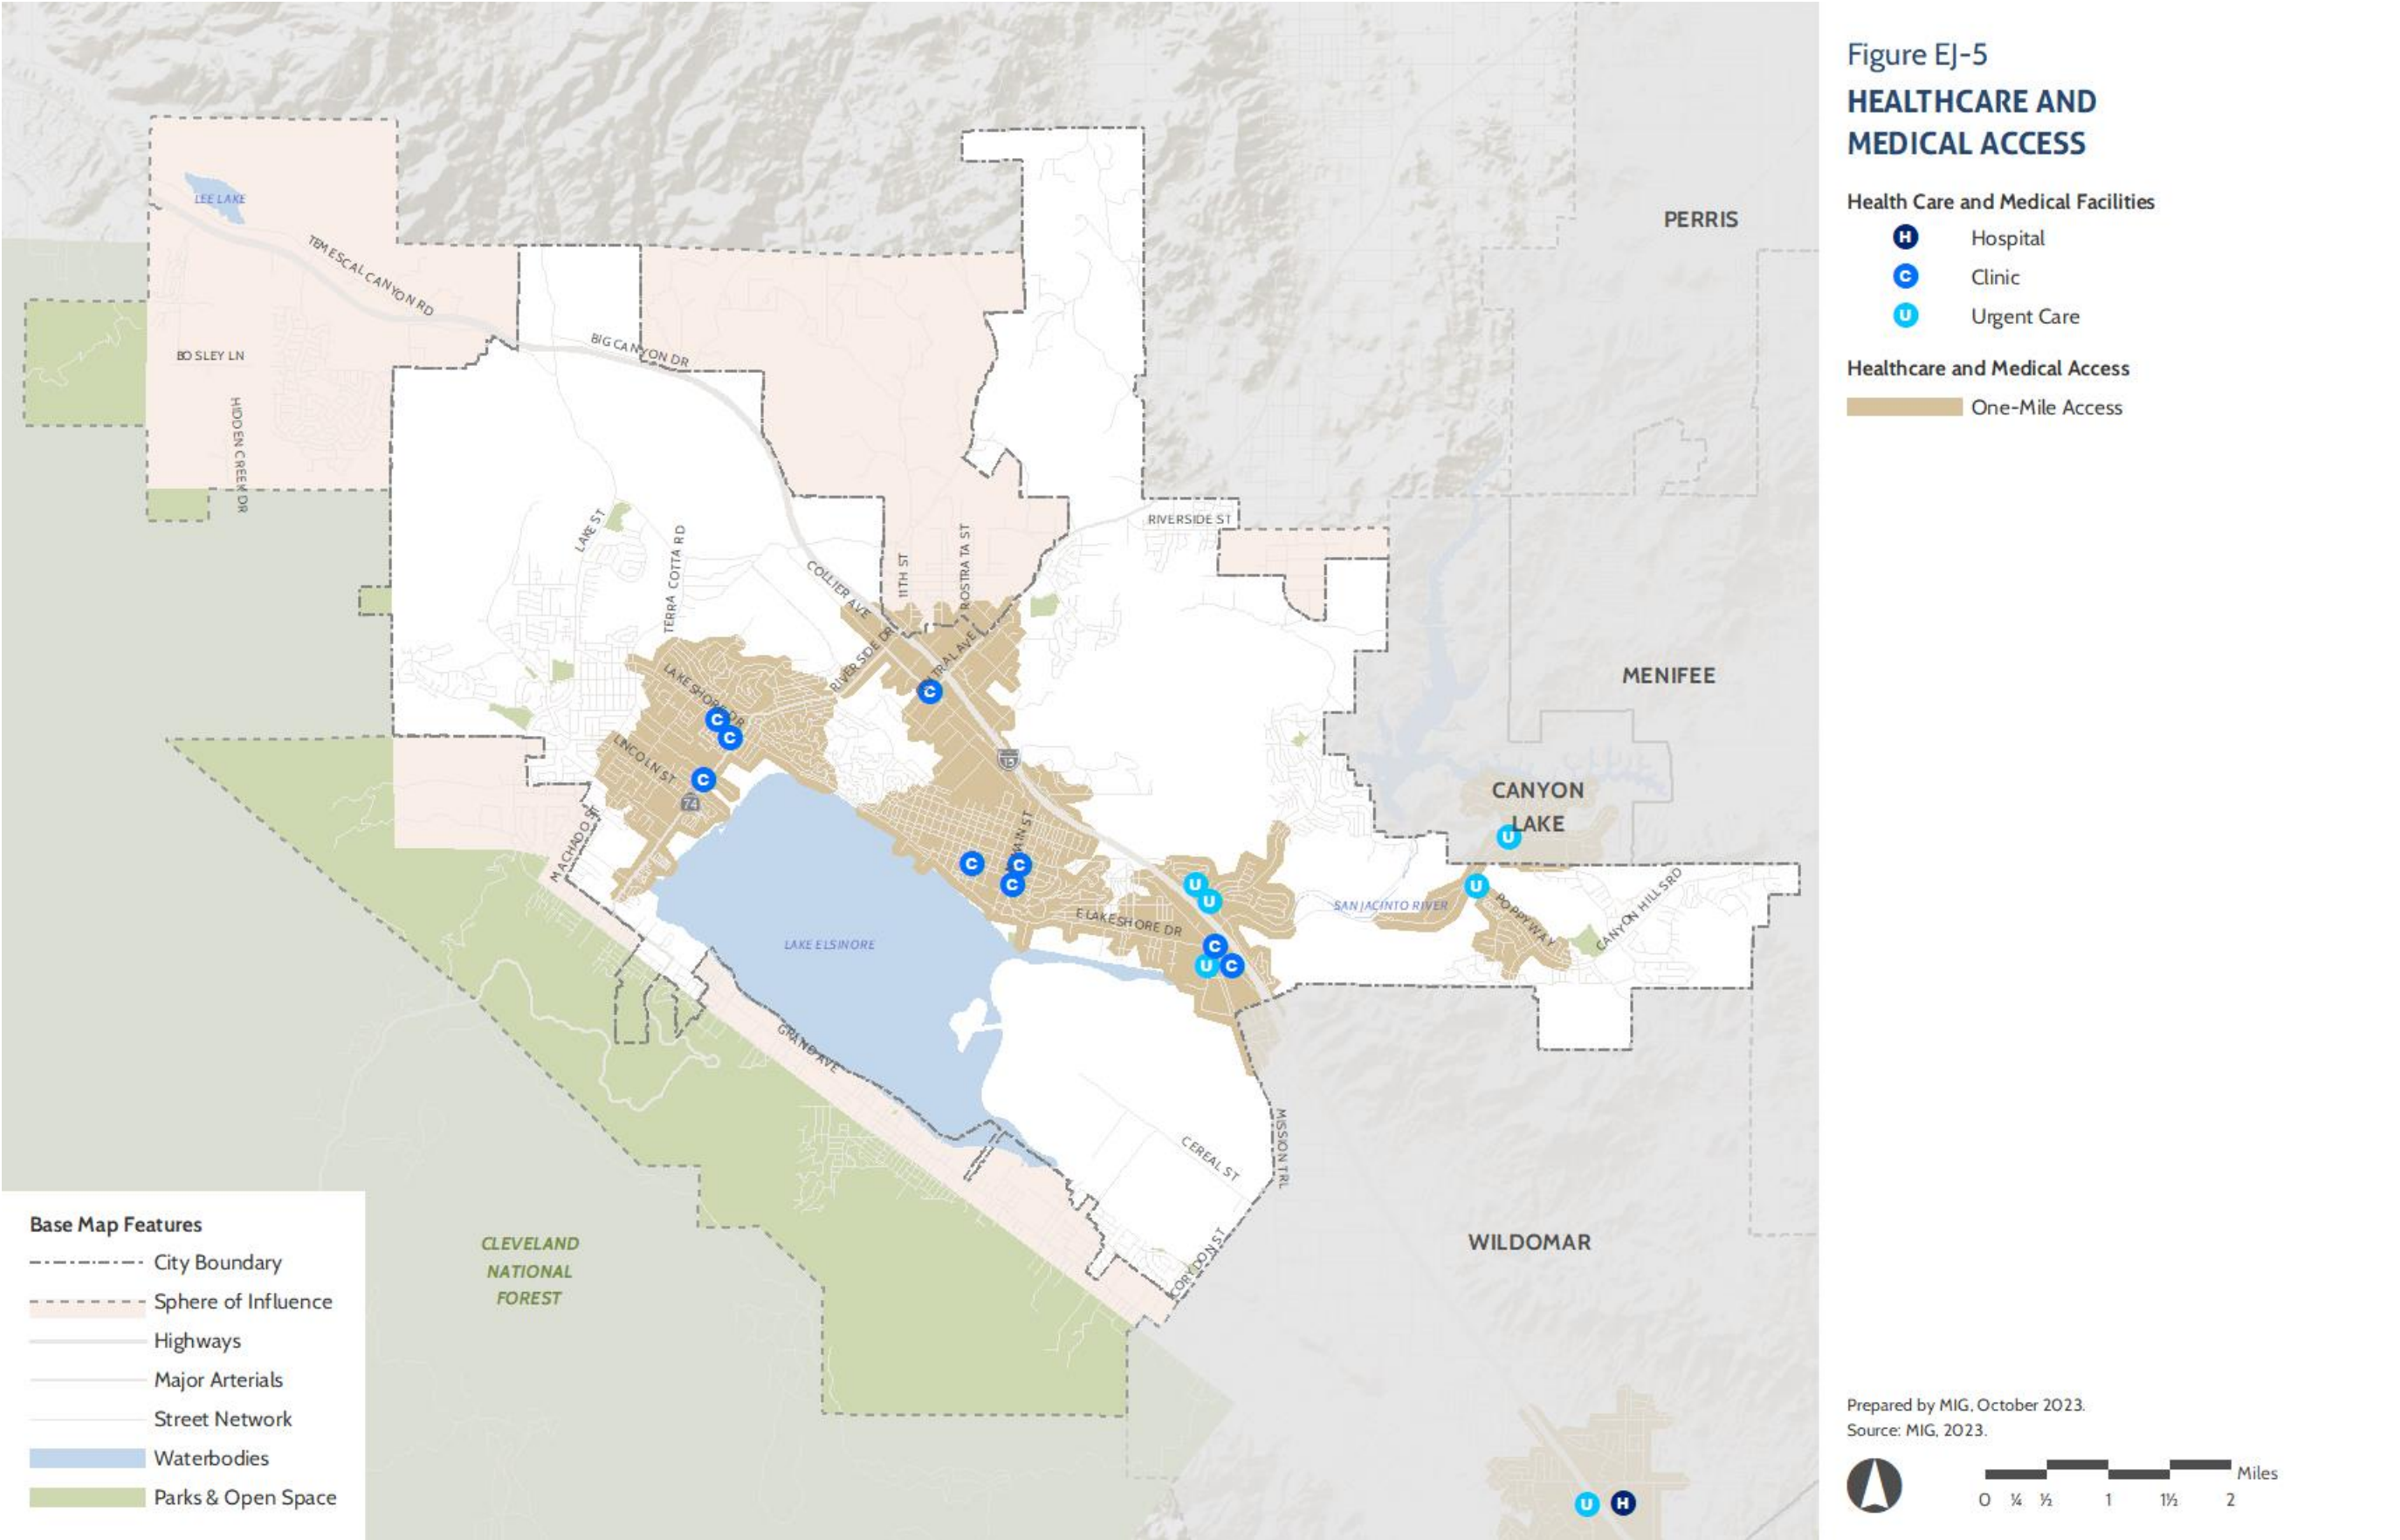 Figure EJ-5
HEALTHCARE AND
MEDICAL ACCESS
Health Care and Medical Facilities
H Hospital
C Clinic
U Urgent Care
Healthcare and Medical Access
One-Mile Access
PERRIS
LEE LAKE
TEMESCAL CANYON RD
BIG CANYON DR
BOSLEY LN
HIDDEN CREEK DR
LAKE ST
TERRA COTTA RD
COLLIER AVE
11TH ST
ROSTRATA ST
RIVERSIDE ST
RIVERSIDE DR
TRAL AVE
C
LAKESHORE DR
C
C
LINCOLN ST
C
74
15
MACHADO ST
MENIFEE
CANYON
LAKE
U
C
C
C
MAIN ST
U
U
U
POPPY WAY
CANYON HILLS RD
SAN JACINTO RIVER
E LAKESHORE DR
C
U
C
LAKE ELSINORE
GRAND AVE
CEREAL ST
MISSION TRL
CORYDON ST
WILDOMAR
CLEVELAND
NATIONAL
FOREST
U
H
Base Map Features
City Boundary
Sphere of Influence
Highways
Major Arterials
Street Network
Waterbodies
Parks & Open Space
Prepared by MIG, October 2023.
Source: MIG, 2023.
Miles
0 ¼ ½ 1 1½ 2